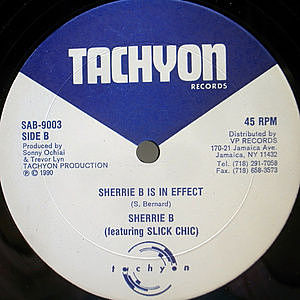 TACHYON
RECORDS
SAB-9003
SIDE B
Produced by
Sonny Ochiai
& Trevor Lyn
TACHYON PRODUCTION
℗ © 1990
45 RPM
Distributed by
VP RECORDS
170-21 Jamaica Ave.
Jamaica, NY 11432
Tel: (718) 291-7058
Fax: (718) 658-3573
SHERRIE B IS IN EFFECT
(S. Bernard)
SHERRIE B
(featuring SLICK CHIC)
tachyon